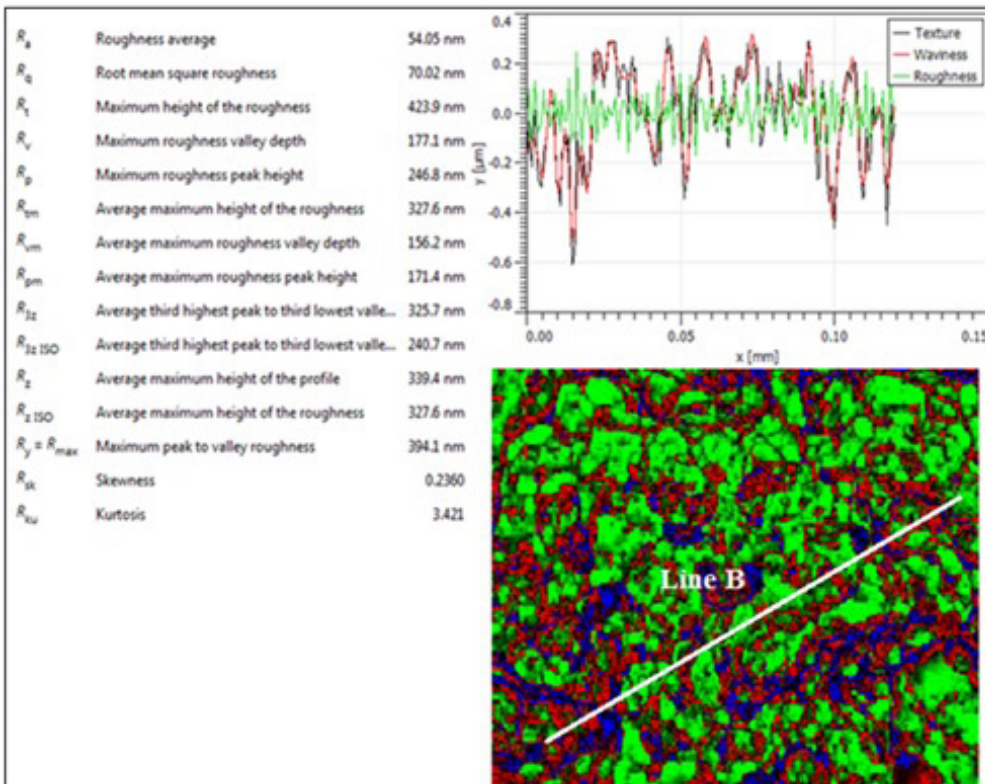 Ra Roughness average 54.05 nm
Rq Root mean square roughness 70.02 nm
Rt Maximum height of the roughness 423.9 nm
Rv Maximum roughness valley depth 177.1 nm
Rp Maximum roughness peak height 246.8 nm
Rtm Average maximum height of the roughness 327.6 nm
Rvm Average maximum roughness valley depth 156.2 nm
Rpm Average maximum roughness peak height 171.4 nm
R3z Average third highest peak to third lowest valle... 325.7 nm
R3z ISO Average third highest peak to third lowest valle... 240.7 nm
Rz Average maximum height of the profile 339.4 nm
Rz ISO Average maximum height of the roughness 327.6 nm
Ry = Rmax Maximum peak to valley roughness 394.1 nm
Rsk Skewness 0.2360
Rku Kurtosis 3.421
0.4
0.2
0.0
-0.2
-0.4
-0.6
-0.8
y [µm]
Texture
Waviness
Roughness
0.00 0.05 0.10 0.15
x [mm]
Line B